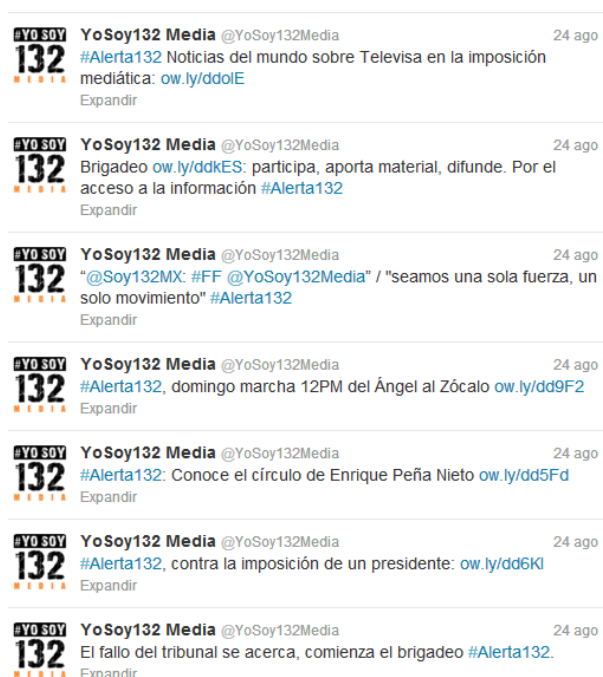 #YO SOY
132
MEDIA
YoSoy132 Media @YoSoy132Media 24 ago
#Alerta132 Noticias del mundo sobre Televisa en la imposición
mediática: ow.ly/ddolE
Expandir
#YO SOY
132
MEDIA
YoSoy132 Media @YoSoy132Media 24 ago
Brigadeo ow.ly/ddkES: participa, aporta material, difunde. Por el
acceso a la información #Alerta132
Expandir
#YO SOY
132
MEDIA
YoSoy132 Media @YoSoy132Media 24 ago
“@Soy132MX: #FF @YoSoy132Media” / "seamos una sola fuerza, un
solo movimiento" #Alerta132
Expandir
#YO SOY
132
MEDIA
YoSoy132 Media @YoSoy132Media 24 ago
#Alerta132, domingo marcha 12PM del Ángel al Zócalo ow.ly/dd9F2
Expandir
#YO SOY
132
MEDIA
YoSoy132 Media @YoSoy132Media 24 ago
#Alerta132: Conoce el círculo de Enrique Peña Nieto ow.ly/dd5Fd
Expandir
#YO SOY
132
MEDIA
YoSoy132 Media @YoSoy132Media 24 ago
#Alerta132, contra la imposición de un presidente: ow.ly/dd6Kl
Expandir
#YO SOY
132
MEDIA
YoSoy132 Media @YoSoy132Media 24 ago
El fallo del tribunal se acerca, comienza el brigadeo #Alerta132.
Expandir